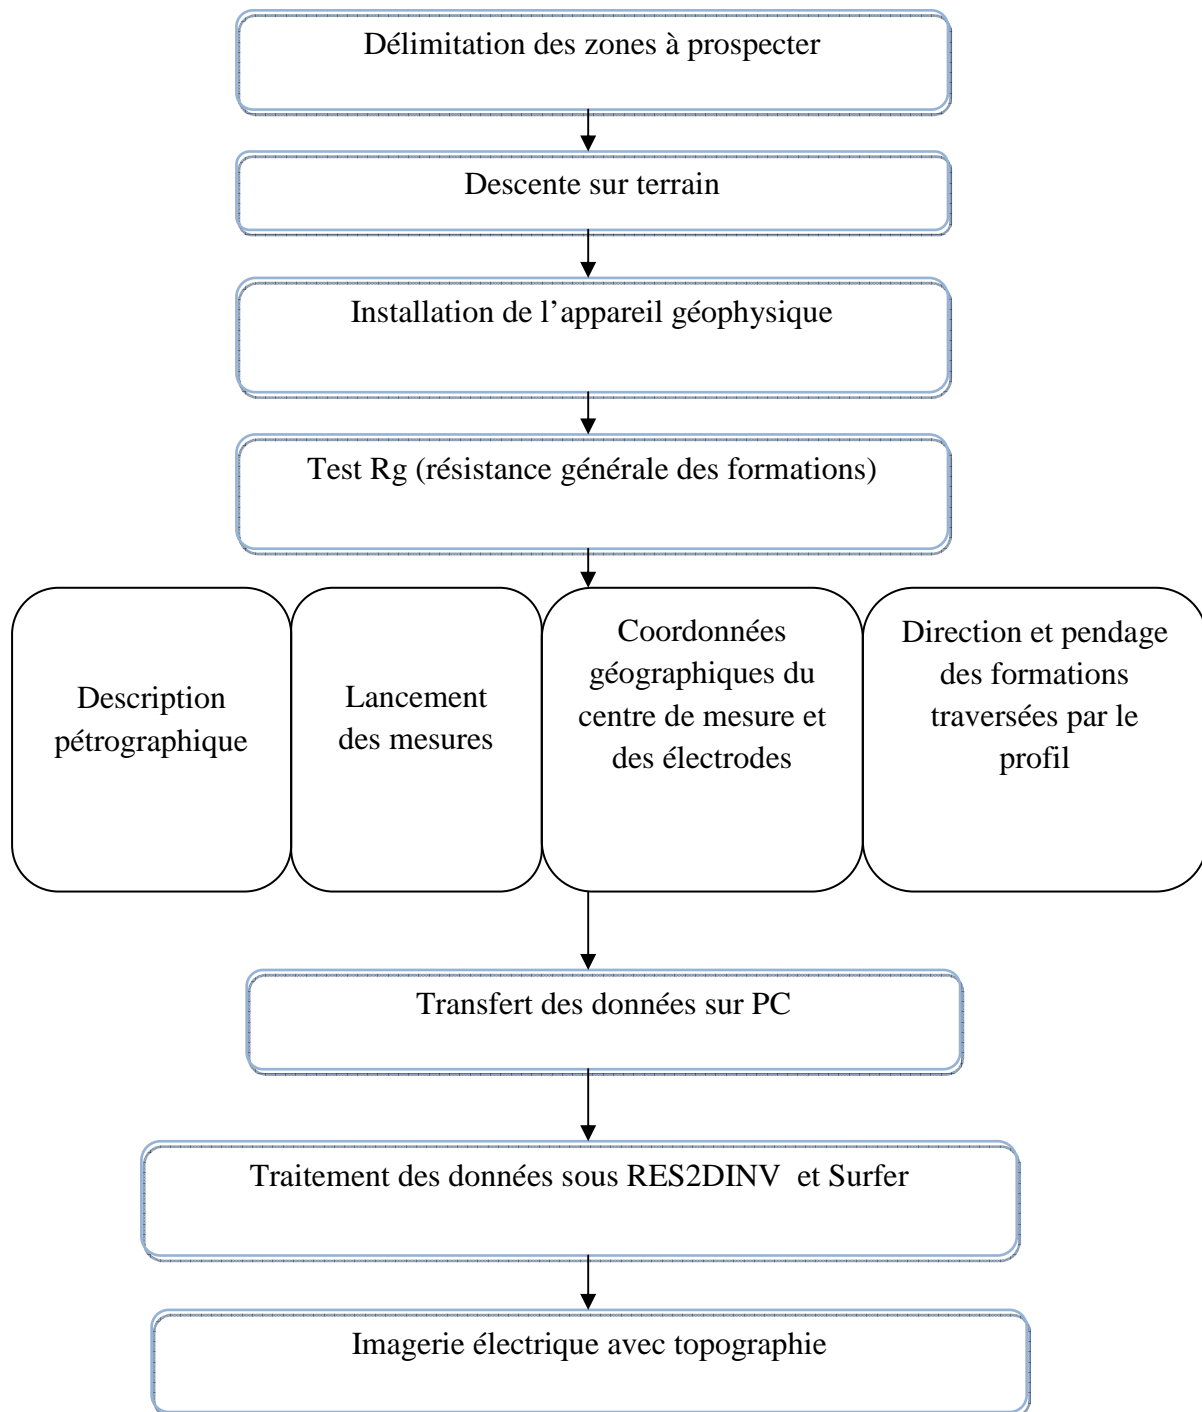 Délimitation des zones à prospecter
Descente sur terrain
Installation de l’appareil géophysique
Test Rg (résistance générale des formations)
Description
pétrographique
Lancement
des mesures
Coordonnées
géographiques du
centre de mesure et
des électrodes
Direction et pendage
des formations
traversées par le
profil
Transfert des données sur PC
Traitement des données sous RES2DINV et Surfer
Imagerie électrique avec topographie